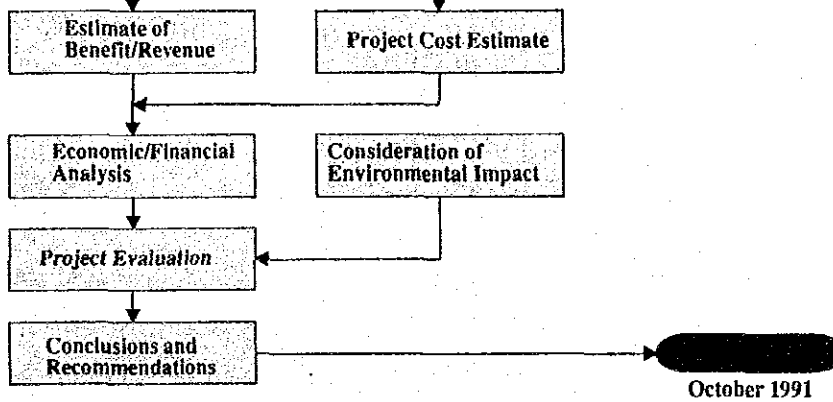 Estimate of
Benefit/Revenue
Project Cost Estimate
Economic/Financial
Analysis
Consideration of
Environmental Impact
Project Evaluation
Conclusions and
Recommendations
October 1991